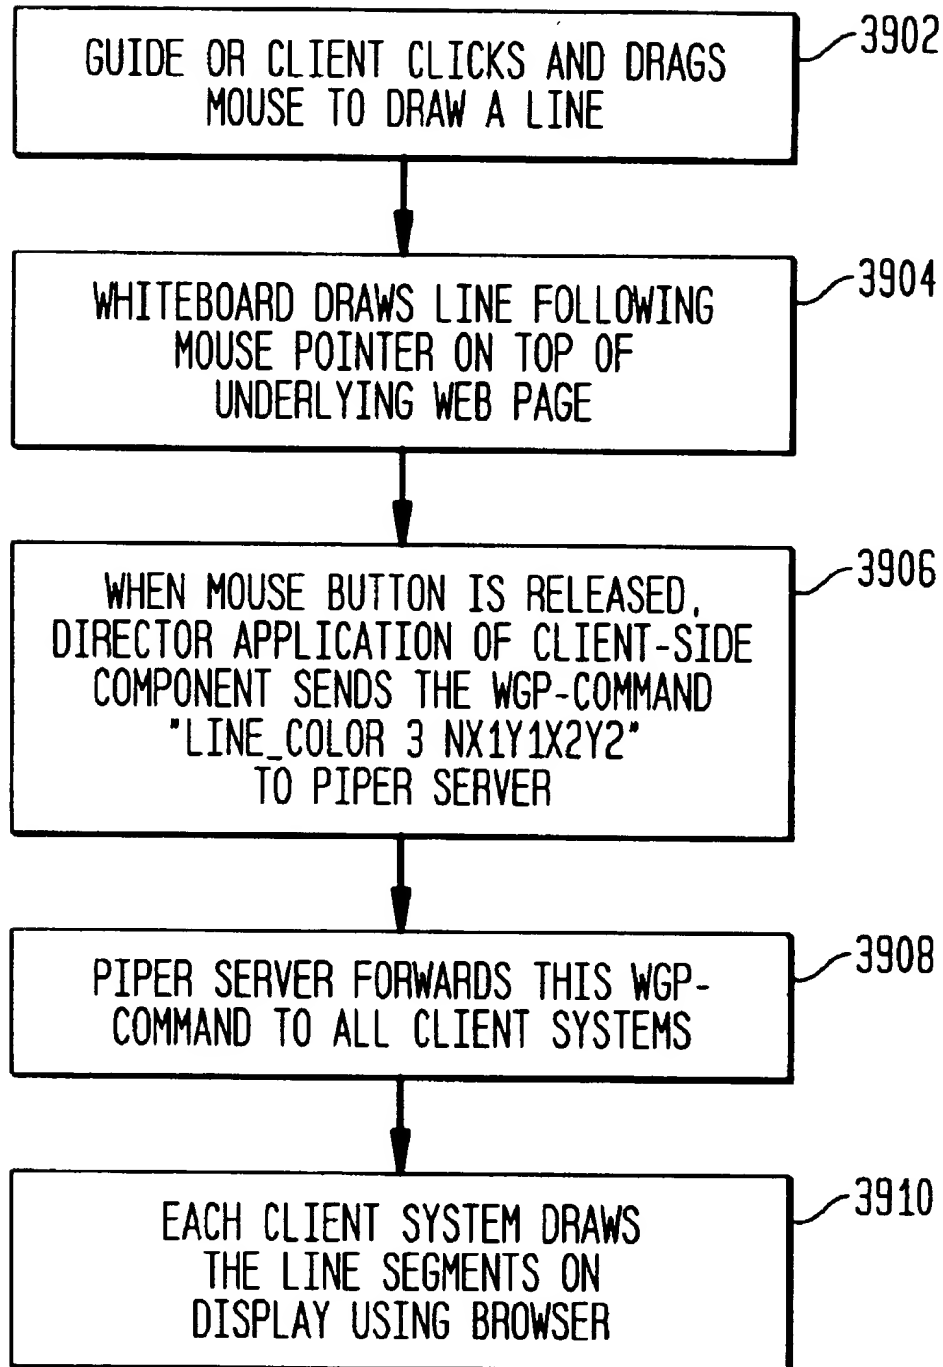 GUIDE OR CLIENT CLICKS AND DRAGS
MOUSE TO DRAW A LINE
3902
WHITEBOARD DRAWS LINE FOLLOWING
MOUSE POINTER ON TOP OF
UNDERLYING WEB PAGE
3904
WHEN MOUSE BUTTON IS RELEASED,
DIRECTOR APPLICATION OF CLIENT-SIDE
COMPONENT SENDS THE WGP-COMMAND
"LINE_COLOR 3 NX1Y1X2Y2"
TO PIPER SERVER
3906
PIPER SERVER FORWARDS THIS WGP-
COMMAND TO ALL CLIENT SYSTEMS
3908
EACH CLIENT SYSTEM DRAWS
THE LINE SEGMENTS ON
DISPLAY USING BROWSER
3910